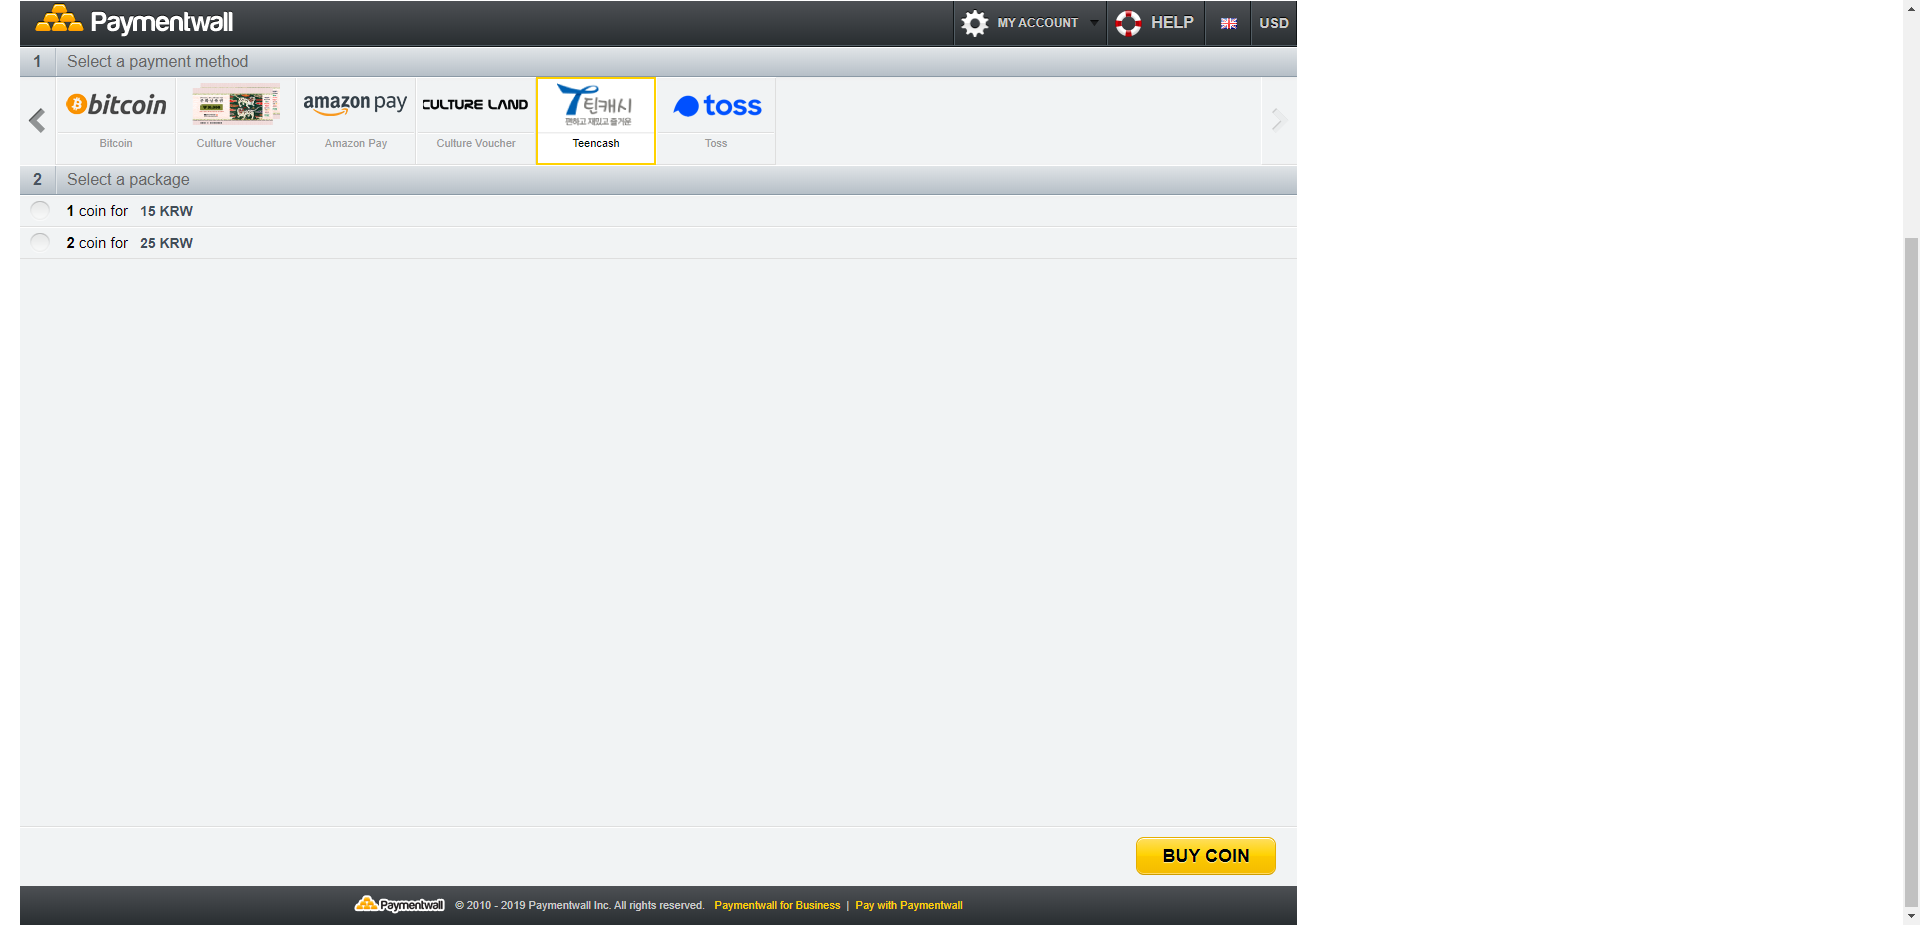 Paymentwall
MY ACCOUNT
HELP
USD
1 Select a payment method
bitcoin
amazon pay
CULTURE LAND
틴캐시
편하고 재밌고 즐거운
toss
Bitcoin
Culture Voucher
Amazon Pay
Culture Voucher
Teencash
Toss
2 Select a package
1 coin for 15 KRW
2 coin for 25 KRW
BUY COIN
Paymentwall © 2010 - 2019 Paymentwall Inc. All rights reserved. Paymentwall for Business | Pay with Paymentwall